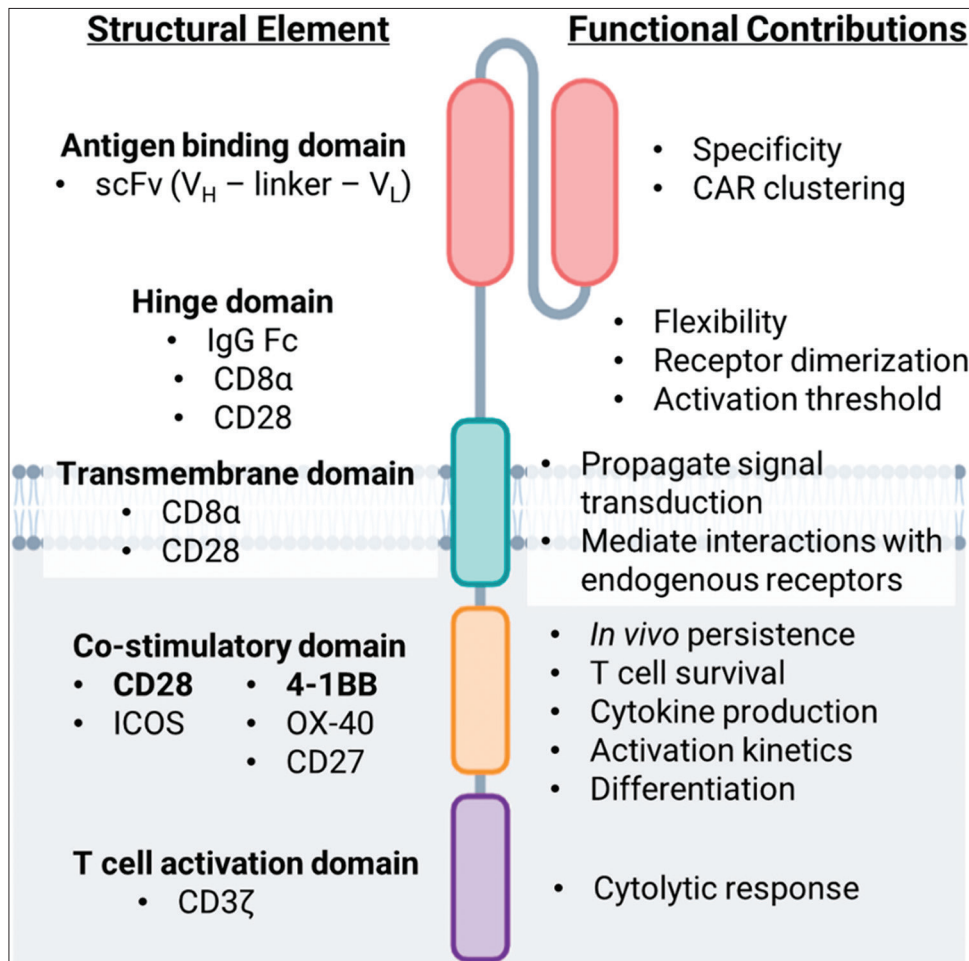 Structural Element
Functional Contributions
Antigen binding domain
• scFv (V_H – linker – V_L)
• Specificity
• CAR clustering
Hinge domain
• IgG Fc
• CD8α
• CD28
• Flexibility
• Receptor dimerization
• Activation threshold
Transmembrane domain
• CD8α
• CD28
• Propagate signal
transduction
• Mediate interactions with
endogenous receptors
Co-stimulatory domain
• CD28 • 4-1BB
• ICOS • OX-40
• CD27
• In vivo persistence
• T cell survival
• Cytokine production
• Activation kinetics
• Differentiation
T cell activation domain
• CD3ζ
• Cytolytic response